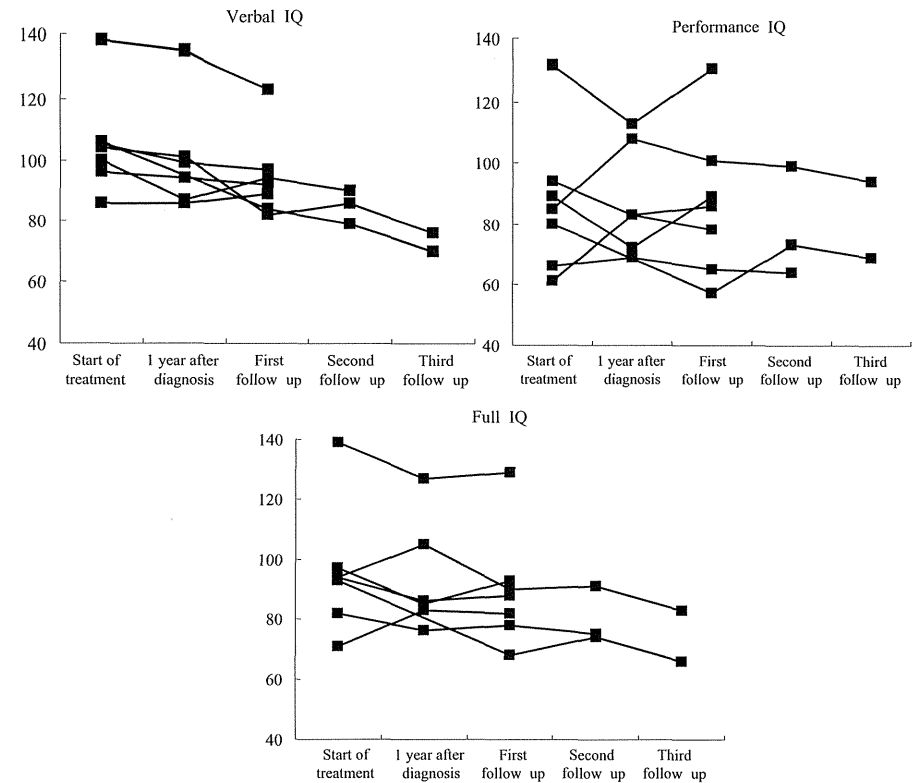 Verbal IQ
140
120
100
80
60
40
Start of
treatment
1 year after
diagnosis
First
follow up
Second
follow up
Third
follow up
Performance IQ
140
120
100
80
60
40
Start of
treatment
1 year after
diagnosis
First
follow up
Second
follow up
Third
follow up
Full IQ
140
120
100
80
60
40
Start of
treatment
1 year after
diagnosis
First
follow up
Second
follow up
Third
follow up